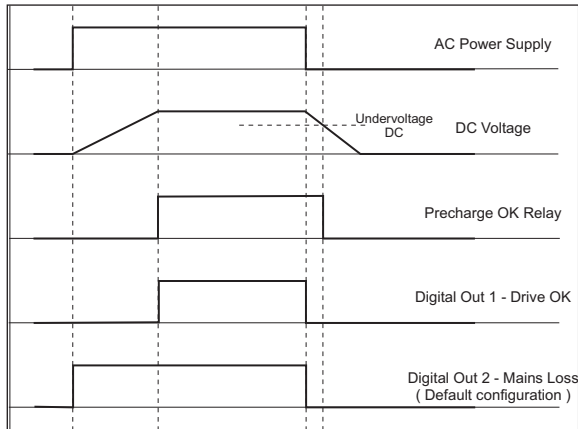 AC Power Supply
Undervoltage
DC
DC Voltage
Precharge OK Relay
Digital Out 1 - Drive OK
Digital Out 2 - Mains Loss
( Default configuration )